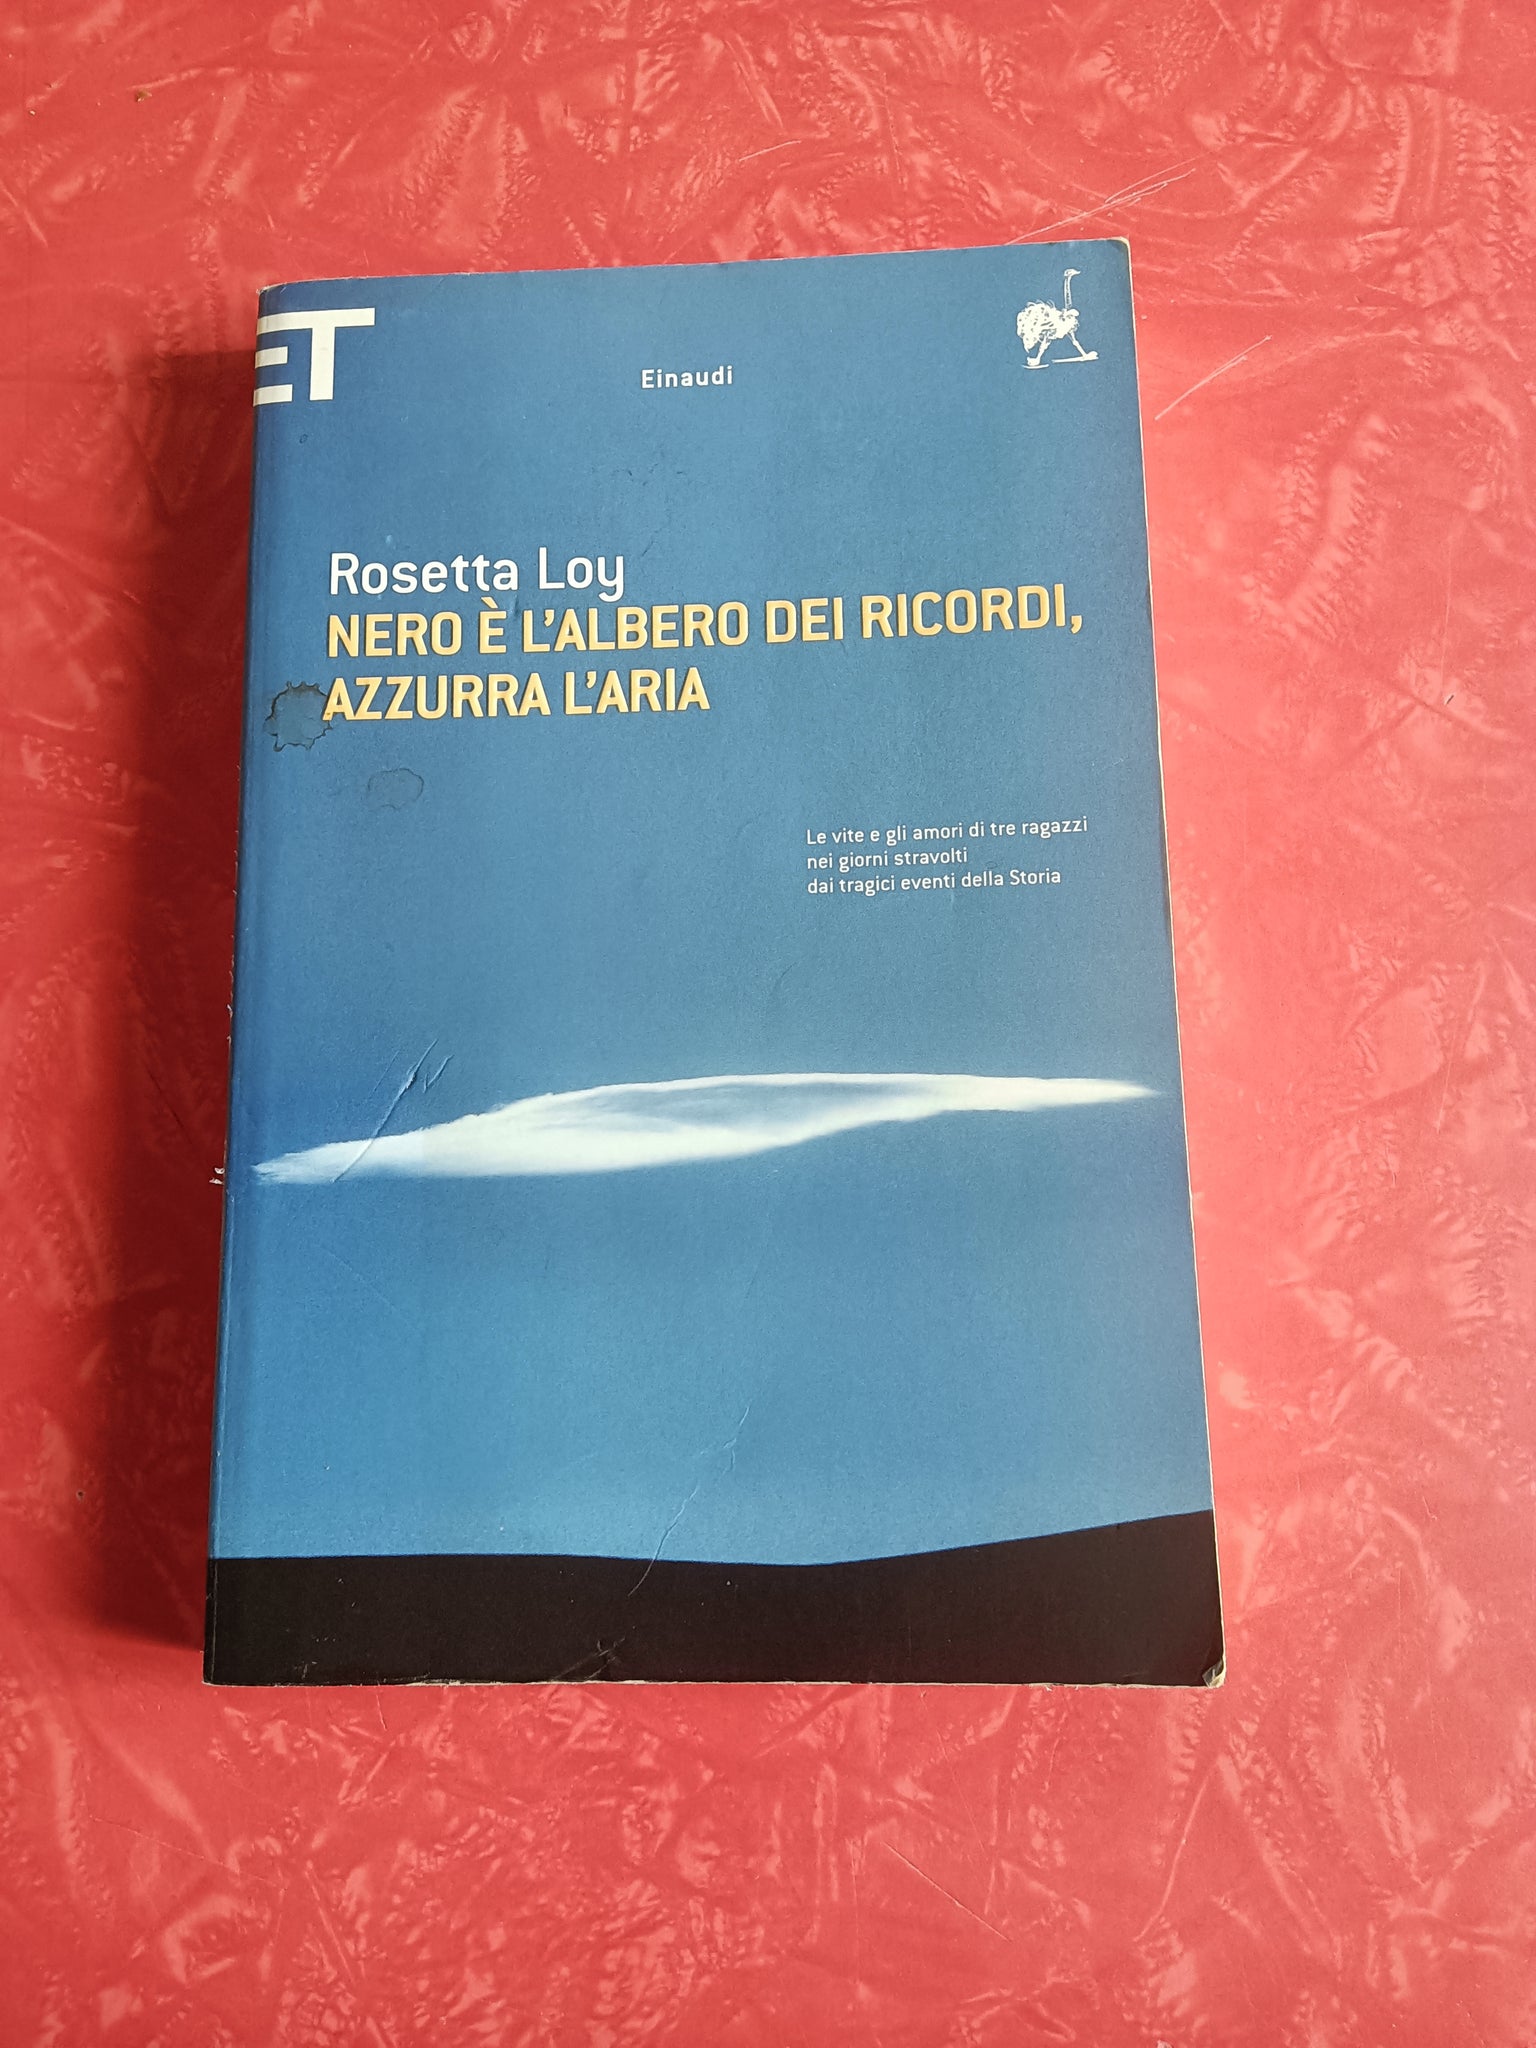 ET
Einaudi
Rosetta Loy
NERO È L'ALBERO DEI RICORDI,
AZZURRA L'ARIA
Le vite e gli amori di tre ragazzi
nei giorni stravolti
dai tragici eventi della Storia